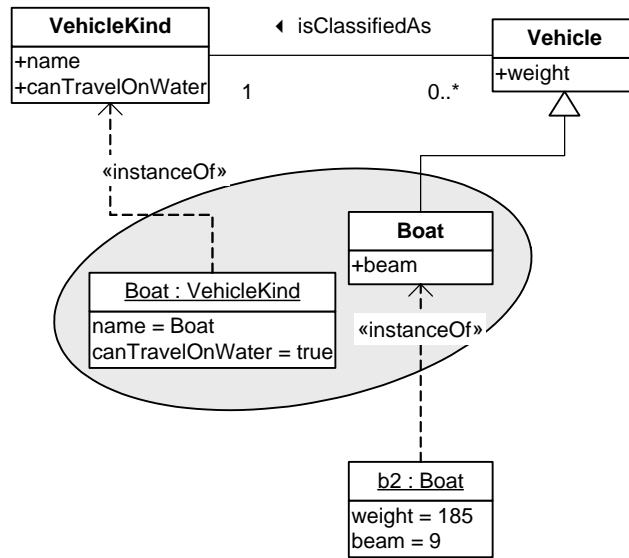 VehicleKind
+name
+canTravelOnWater
◀ isClassifiedAs
1
0..*
Vehicle
+weight
«instanceOf»
Boat
+beam
Boat : VehicleKind
name = Boat
canTravelOnWater = true
«instanceOf»
b2 : Boat
weight = 185
beam = 9